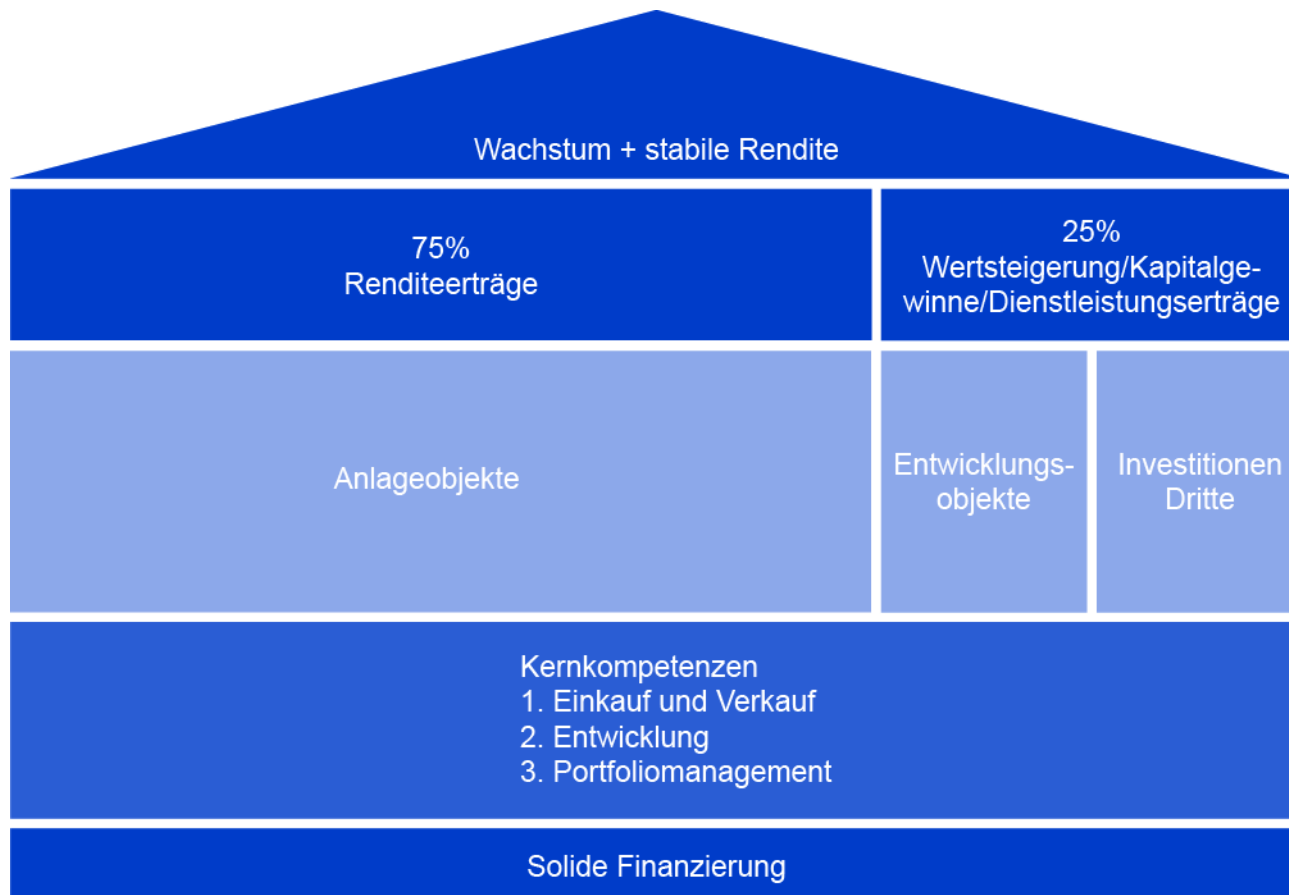 Wachstum + stabile Rendite
75%
Renditeerträge
25%
Wertsteigerung/Kapitalge-
winne/Dienstleistungserträge
Anlageobjekte
Entwicklungs-
objekte
Investitionen
Dritte
Kernkompetenzen
1. Einkauf und Verkauf
2. Entwicklung
3. Portfoliomanagement
Solide Finanzierung